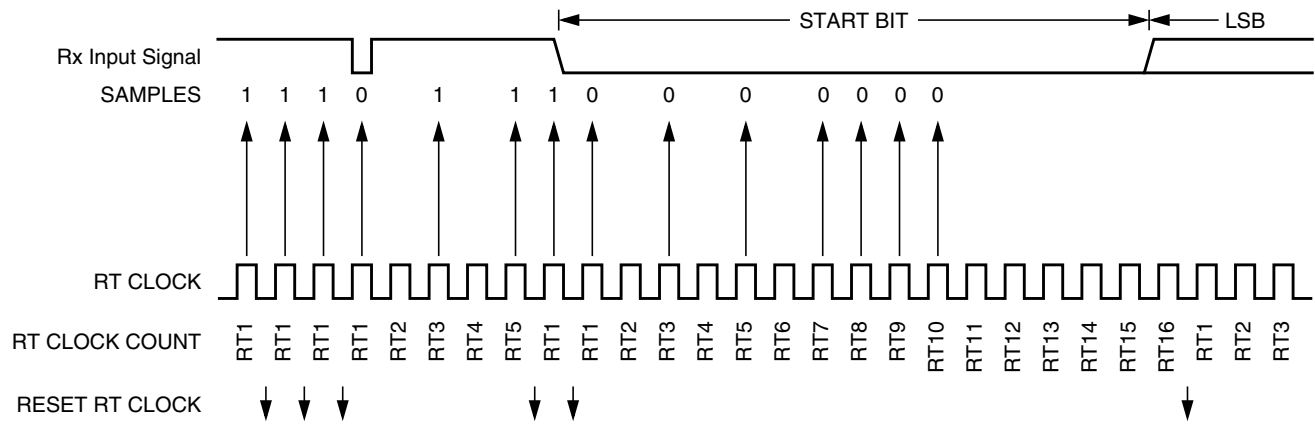 START BIT LSB
Rx Input Signal
SAMPLES 1 1 1 0 1 1 1 0 0 0 0 0 0 0
RT CLOCK
RT CLOCK COUNT RT1 RT1 RT1 RT1 RT2 RT3 RT4 RT5 RT1 RT1 RT2 RT3 RT4 RT5 RT6 RT7 RT8 RT9 RT10 RT11 RT12 RT13 RT14 RT15 RT16 RT1 RT2 RT3
RESET RT CLOCK